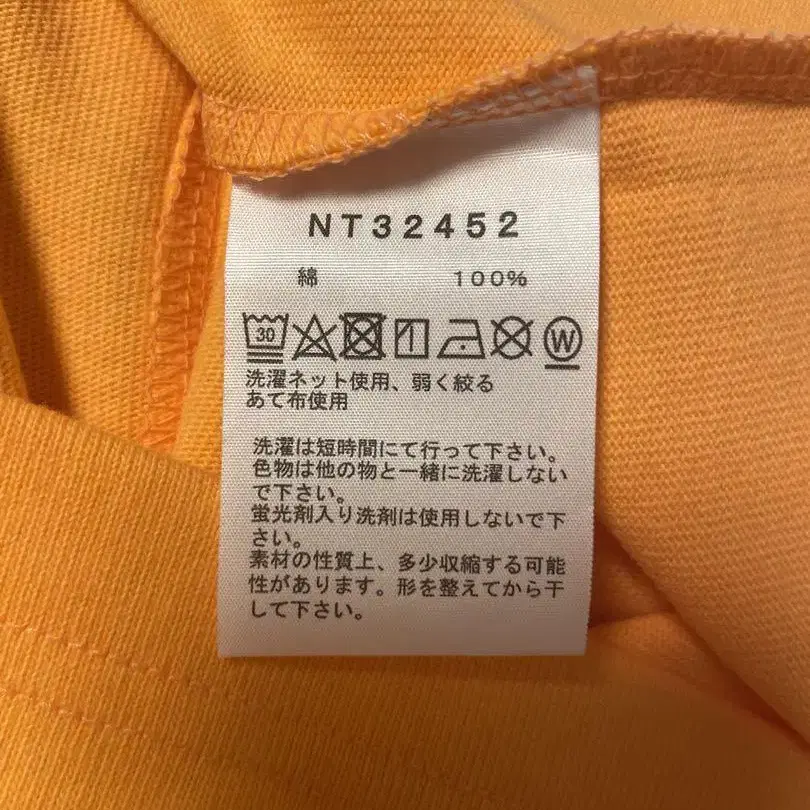 NT32452
綿 100%
30 W
洗濯ネット使用、弱く絞る
あて布使用
洗濯は短時間にて行って下さい。
色物は他の物と一緒に洗濯しない
で下さい。
蛍光剤入り洗剤は使用しないで下
さい。
素材の性質上、多少収縮する可能
性があります。形を整えてから干
して下さい。